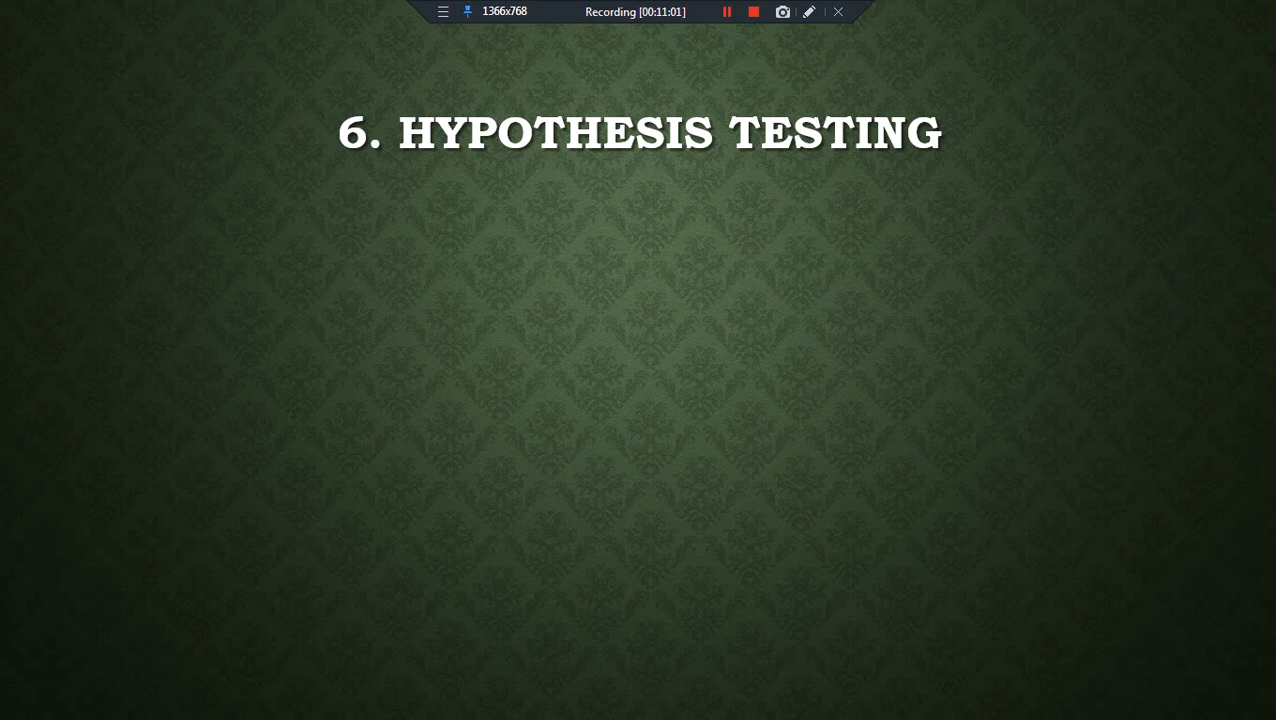 1366x768 Recording [00:11:01]
6. HYPOTHESIS TESTING